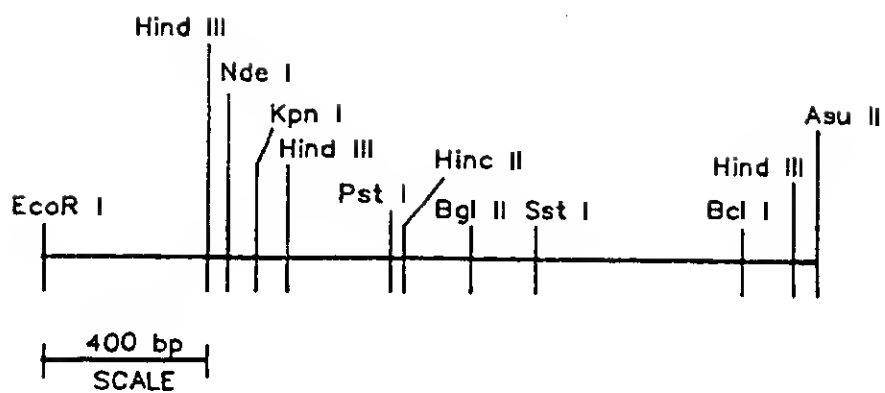 Hind III
Nde I
Kpn I
Asu II
Hind III
Hinc II
Hind III
Pst I
EcoR I
Bgl II
Sst I
Bcl I
400 bp
SCALE